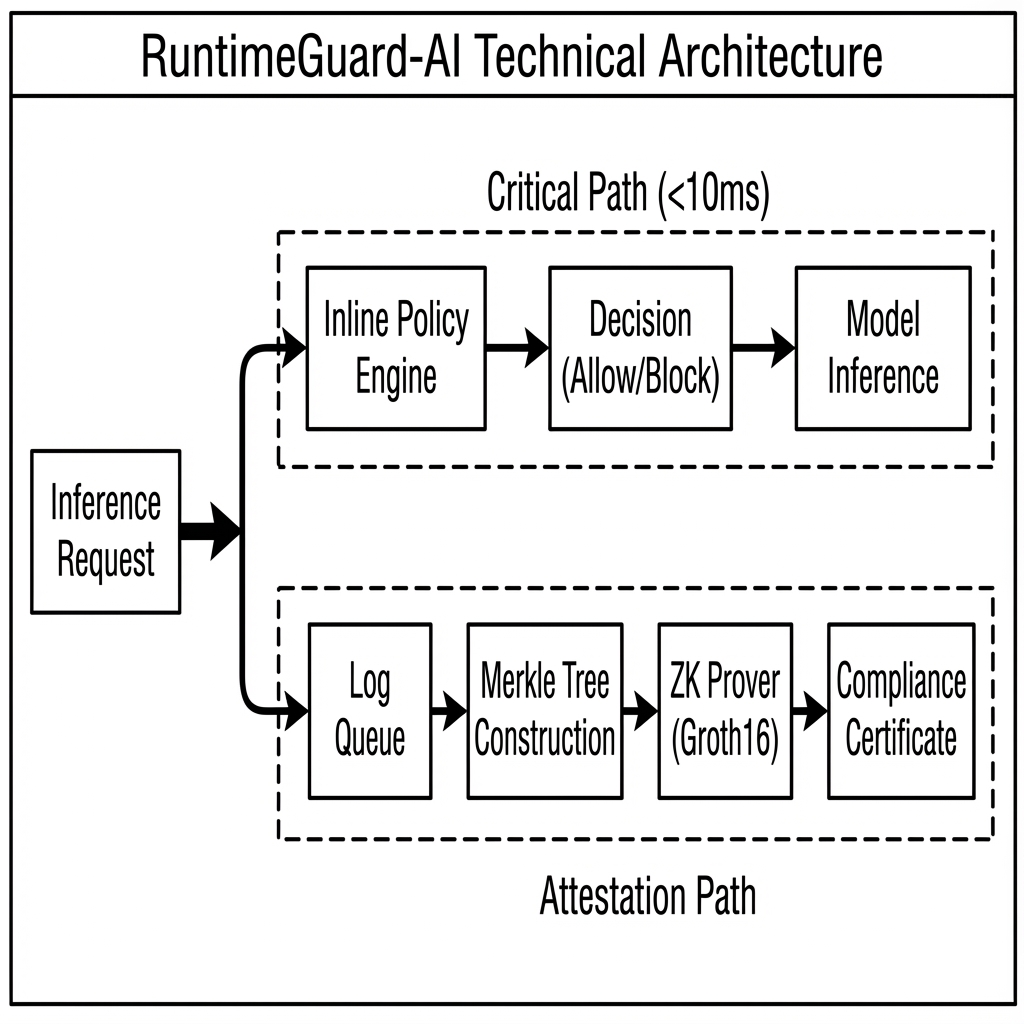 RuntimeGuard-AI Technical Architecture
Critical Path (<10ms)
Inline Policy
Engine
Decision
(Allow/Block)
Model
Inference
Inference
Request
Log
Queue
Merkle Tree
Construction
ZK Prover
(Groth16)
Compliance
Certificate
Attestation Path